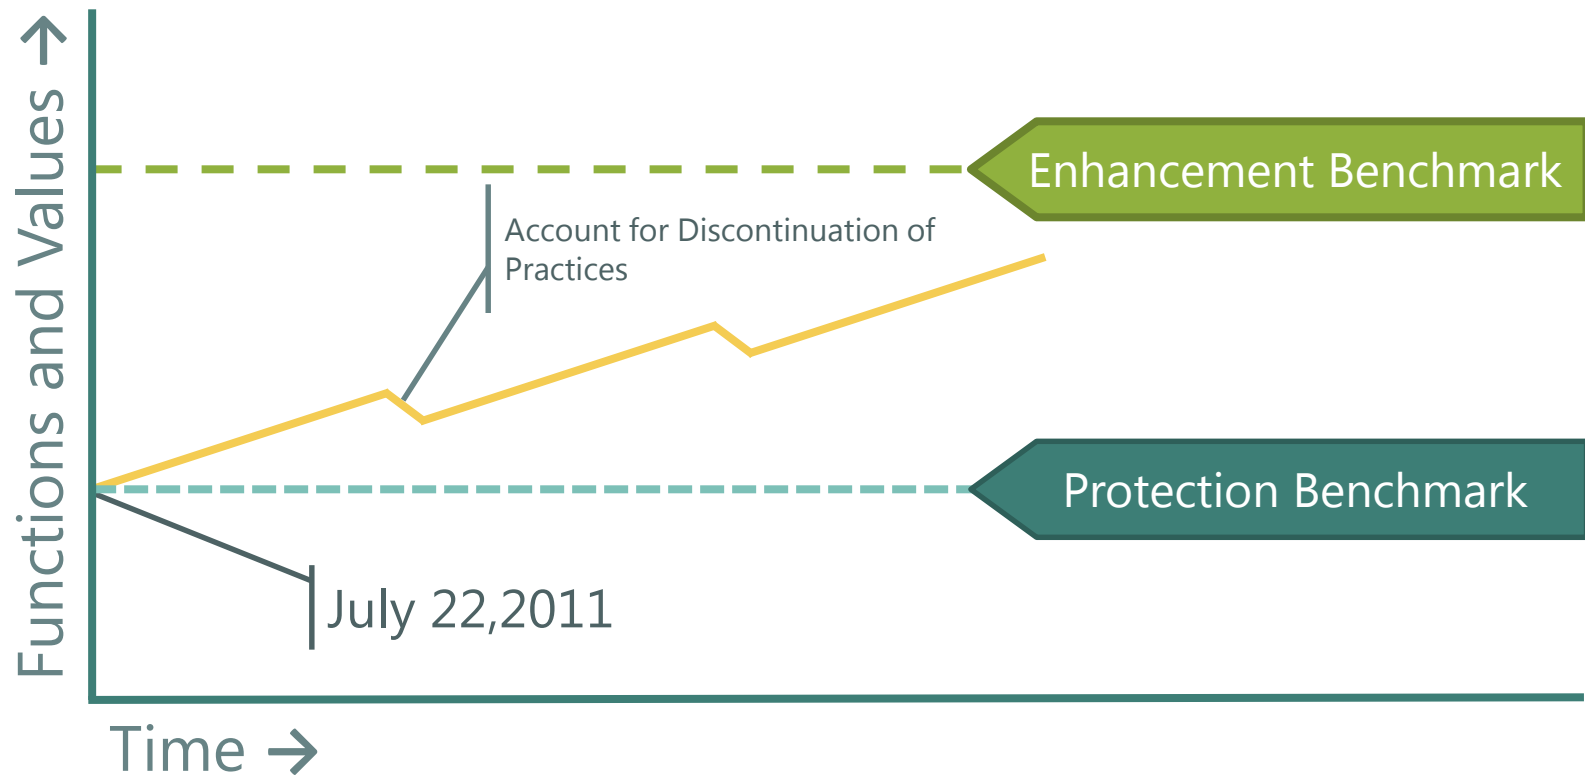 Functions and Values →
Enhancement Benchmark
Account for Discontinuation of
Practices
Protection Benchmark
July 22,2011
Time →